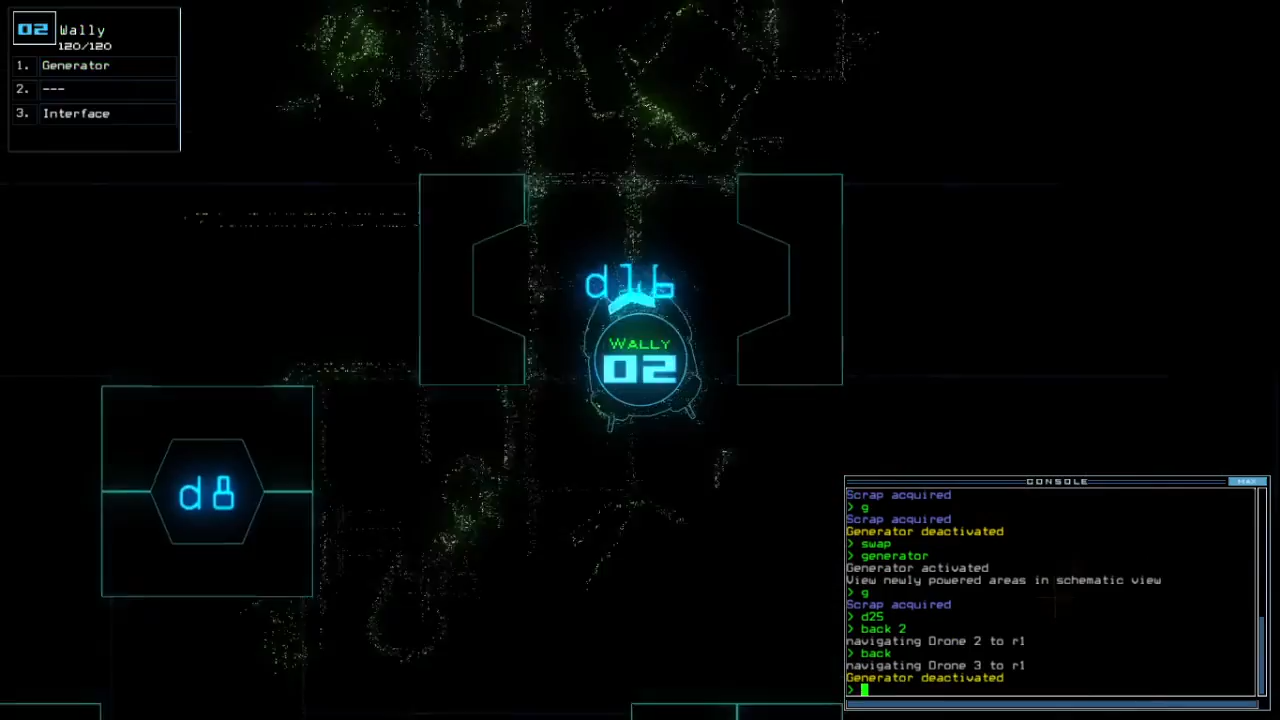 02 Wally
120/120
1. Generator
2. ---
3. Interface
d16
WALLY
02
d8
CONSOLE
MAX
Scrap acquired
> g
Scrap acquired
Generator deactivated
> swap
> generator
Generator activated
View newly powered areas in schematic view
> g
Scrap acquired
> d25
> back 2
navigating Drone 2 to r1
> back
navigating Drone 3 to r1
Generator deactivated
>